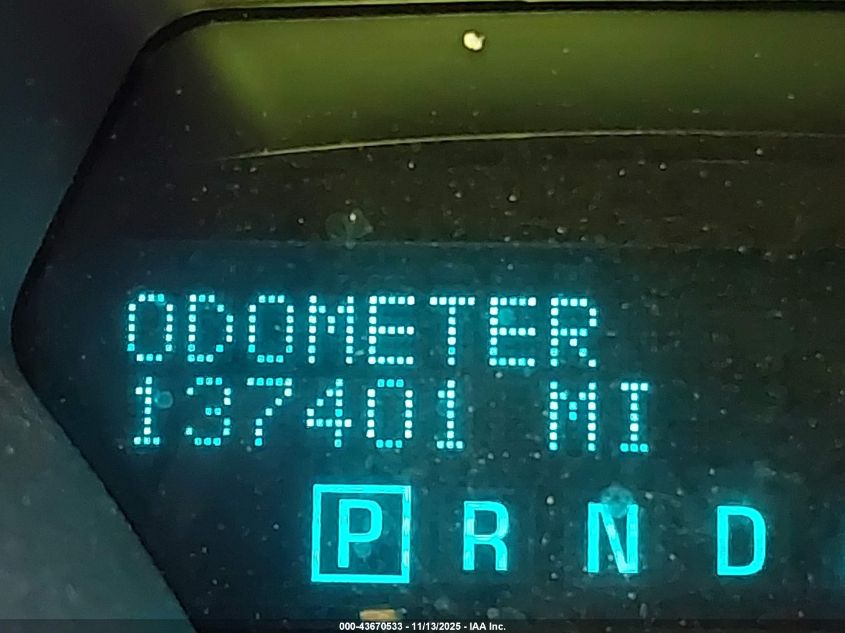 ODOMETER
137401 MI
P R N D
000-43670533 - 11/13/2025 - IAA Inc.